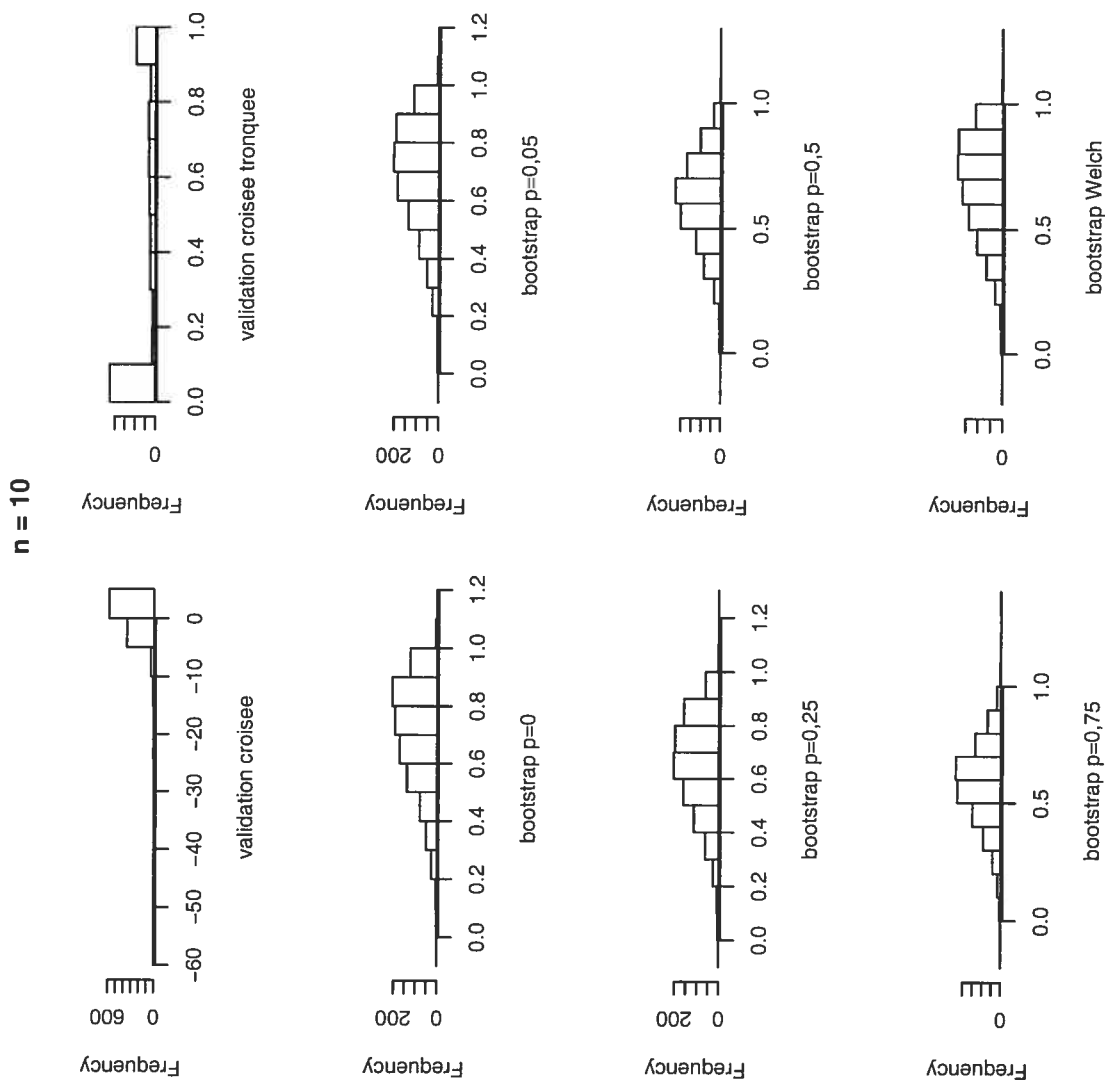 n = 10
Frequency
0 600
−60 −50 −40 −30 −20 −10 0
validation croisee
Frequency
0
0.0 0.2 0.4 0.6 0.8 1.0
validation croisee tronquee
Frequency
0 200
0.0 0.2 0.4 0.6 0.8 1.0 1.2
bootstrap p=0
Frequency
0 200
0.0 0.2 0.4 0.6 0.8 1.0 1.2
bootstrap p=0,05
Frequency
0 200
0.0 0.2 0.4 0.6 0.8 1.0 1.2
bootstrap p=0,25
Frequency
0
0.0 0.5 1.0
bootstrap p=0,5
Frequency
0
0.0 0.5 1.0
bootstrap p=0,75
Frequency
0
0.0 0.5 1.0
bootstrap Welch